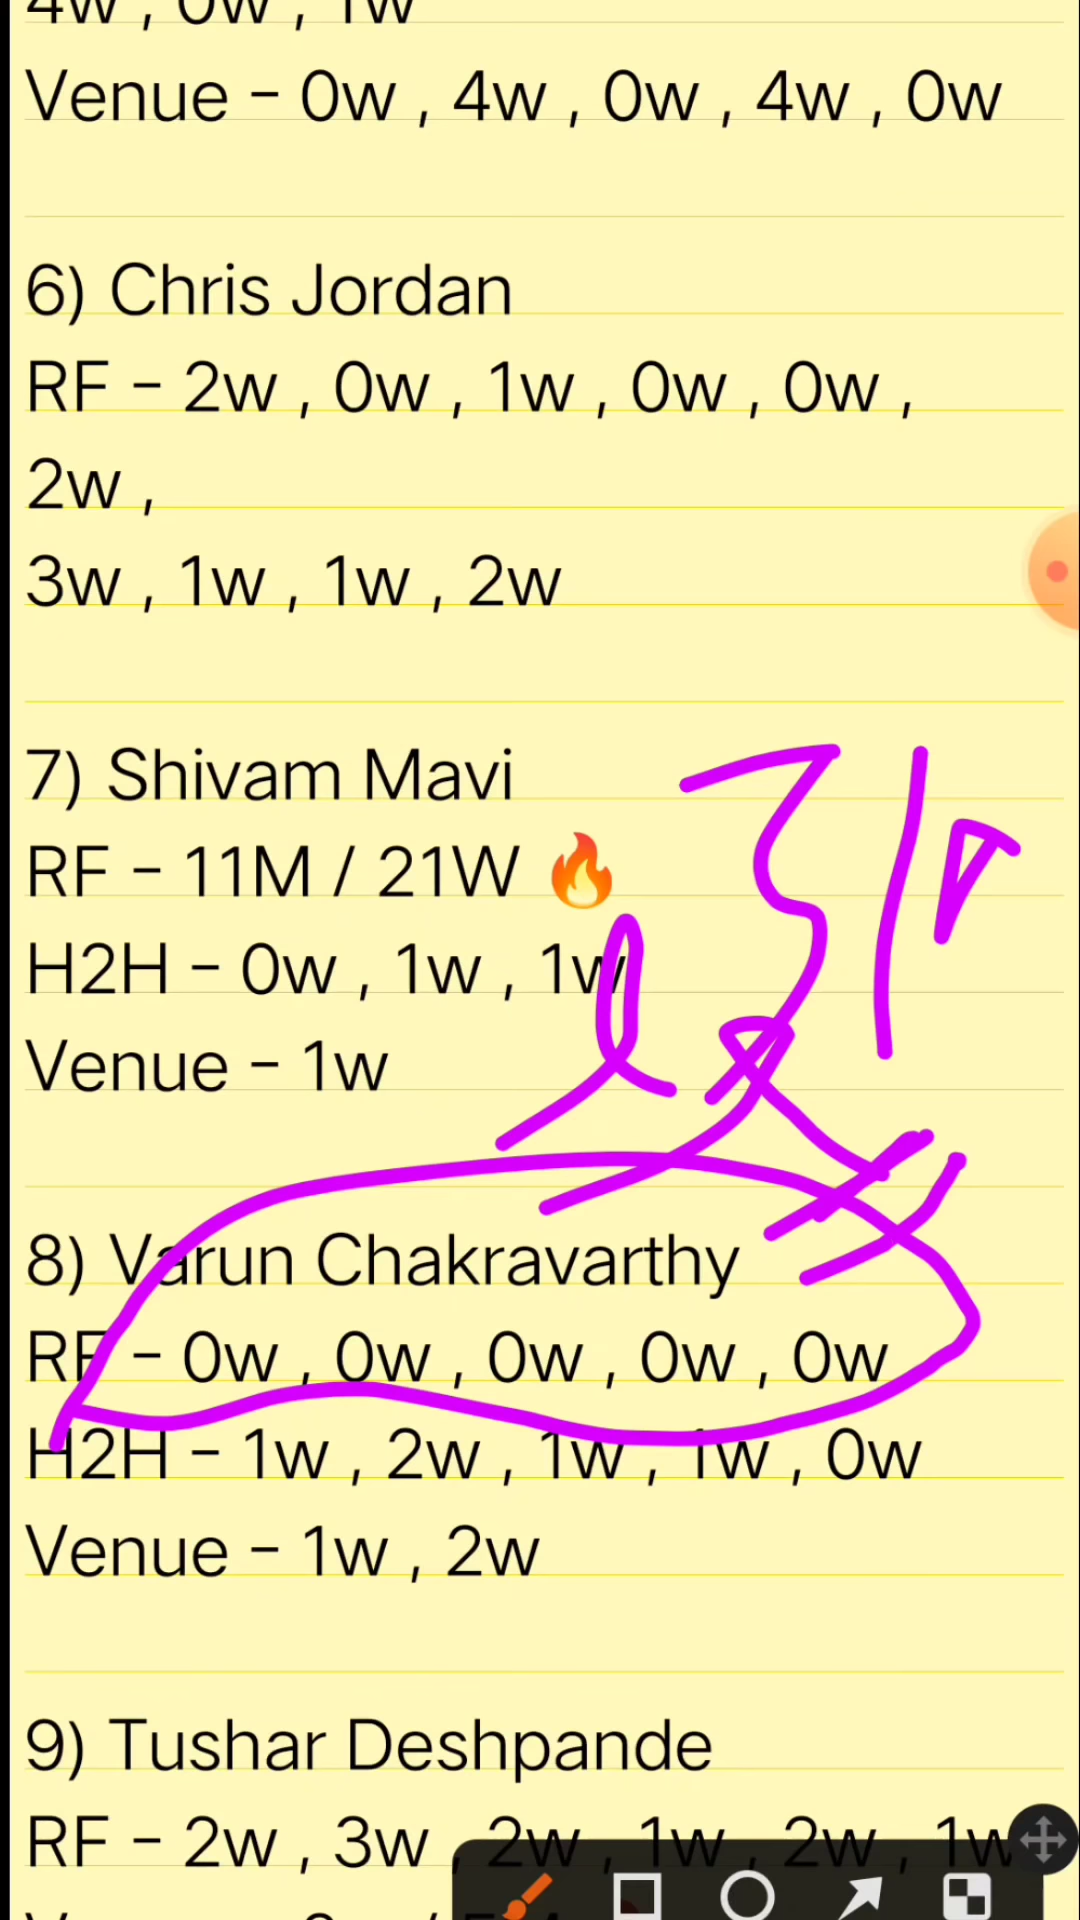 4w , 0w , 1w
Venue - 0w , 4w , 0w , 4w , 0w
6) Chris Jordan
RF - 2w , 0w , 1w , 0w , 0w ,
2w ,
3w , 1w , 1w , 2w
7) Shivam Mavi
RF - 11M / 21W 🔥
H2H - 0w , 1w , 1w
Venue - 1w
8) Varun Chakravarthy
RF - 0w , 0w , 0w , 0w , 0w
H2H - 1w , 2w , 1w , 1w , 0w
Venue - 1w , 2w
9) Tushar Deshpande
RF - 2w , 3w , 2w , 1w , 2w , 1w